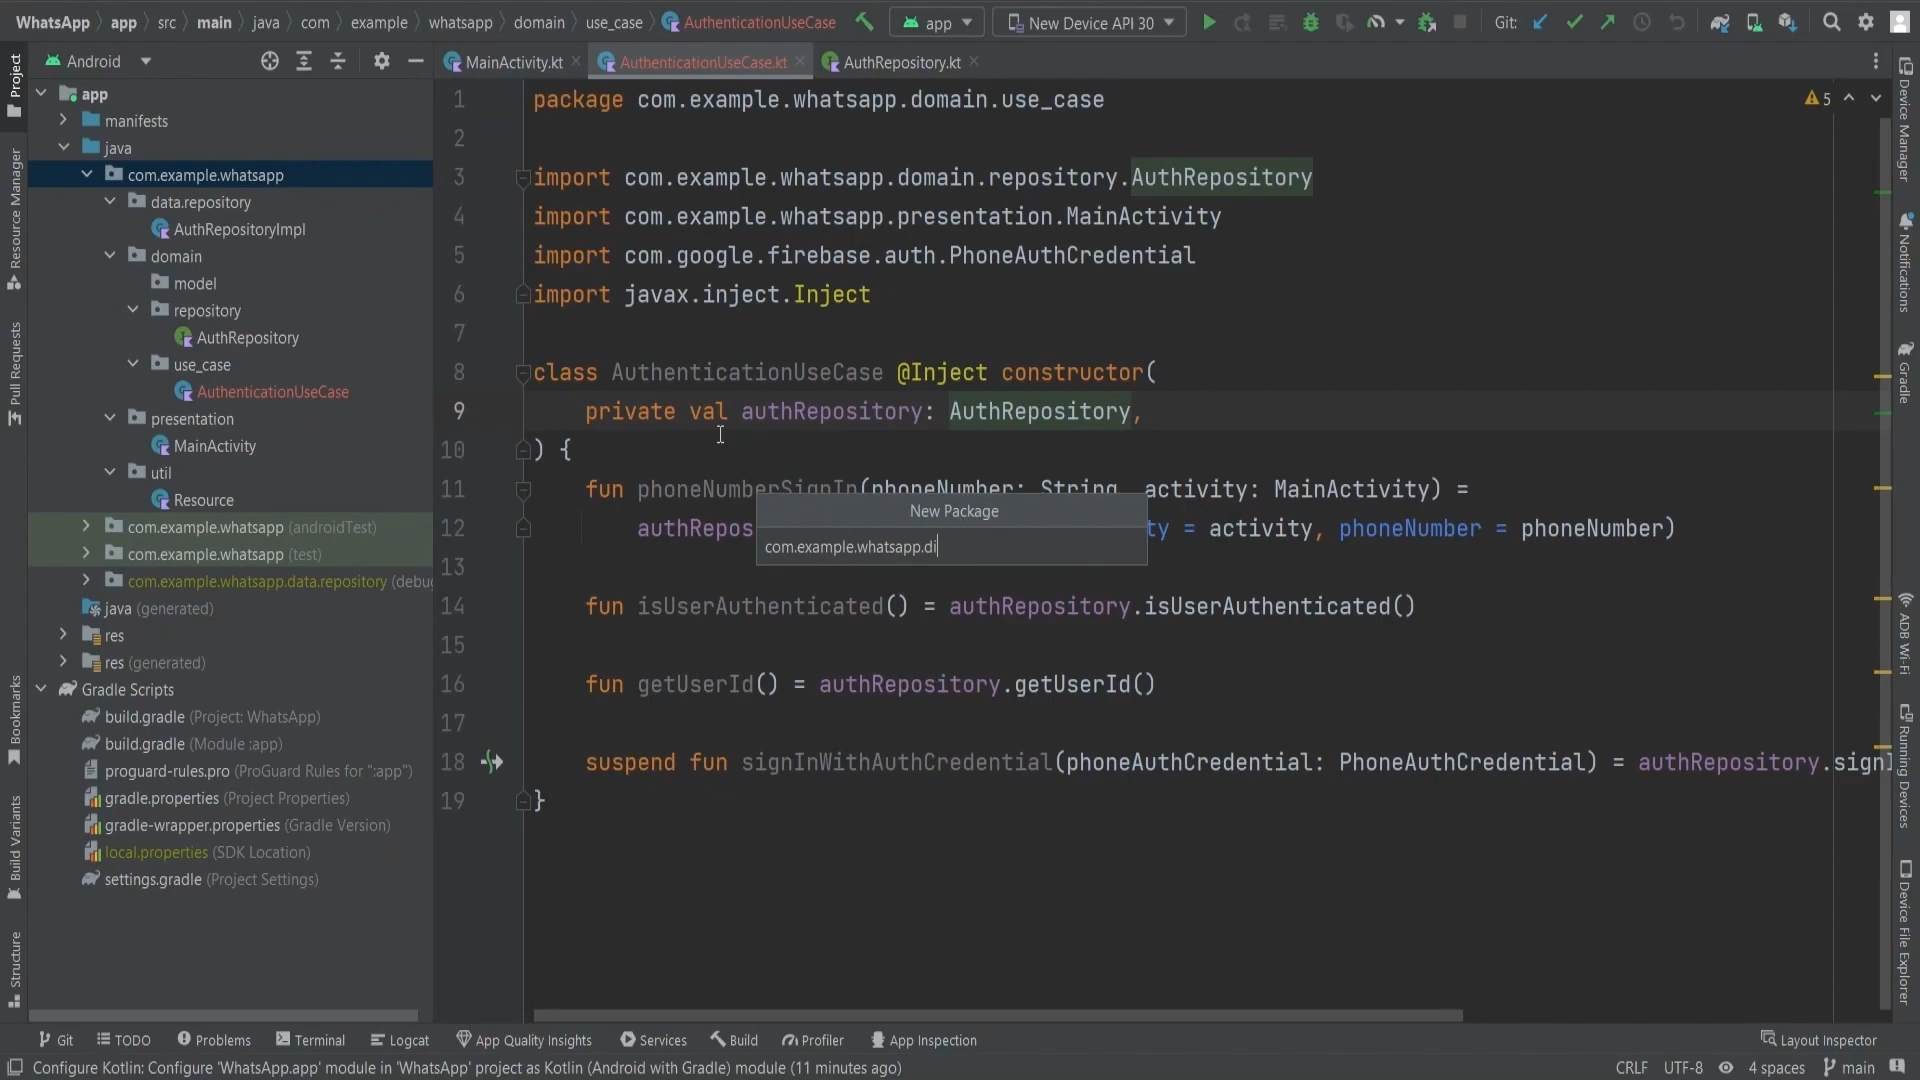 WhatsApp app src main java com example whatsapp domain use_case AuthenticationUseCase app New Device API 30 Git:
Project
Android
MainActivity.kt AuthenticationUseCase.kt AuthRepository.kt
app
manifests
java
com.example.whatsapp
data.repository
AuthRepositoryImpl
domain
model
repository
AuthRepository
use_case
AuthenticationUseCase
presentation
MainActivity
util
Resource
com.example.whatsapp (androidTest)
com.example.whatsapp (test)
com.example.whatsapp.data.repository (debu
java (generated)
res
res (generated)
Gradle Scripts
build.gradle (Project: WhatsApp)
build.gradle (Module :app)
proguard-rules.pro (ProGuard Rules for ":app")
gradle.properties (Project Properties)
gradle-wrapper.properties (Gradle Version)
local.properties (SDK Location)
settings.gradle (Project Settings)
Resource Manager
Pull Requests
Bookmarks
Build Variants
Structure
5
1 package com.example.whatsapp.domain.use_case
2
3 import com.example.whatsapp.domain.repository.AuthRepository
4 import com.example.whatsapp.presentation.MainActivity
5 import com.google.firebase.auth.PhoneAuthCredential
6 import javax.inject.Inject
7
8 class AuthenticationUseCase @Inject constructor(
9 private val authRepository: AuthRepository,
10 ) {
11 fun phoneNumberSignIn(phoneNumber: String, activity: MainActivity) =
12 authRepos ty = activity, phoneNumber = phoneNumber)
New Package
com.example.whatsapp.di
13
14 fun isUserAuthenticated() = authRepository.isUserAuthenticated()
15
16 fun getUserId() = authRepository.getUserId()
17
18 suspend fun signInWithAuthCredential(phoneAuthCredential: PhoneAuthCredential) = authRepository.signI
19 }
Device Manager
Notifications
Gradle
ADB Wi-Fi
Running Devices
Device File Explorer
Git TODO Problems Terminal Logcat App Quality Insights Services Build Profiler App Inspection Layout Inspector
Configure Kotlin: Configure 'WhatsApp.app' module in 'WhatsApp' project as Kotlin (Android with Gradle) module (11 minutes ago) CRLF UTF-8 4 spaces main